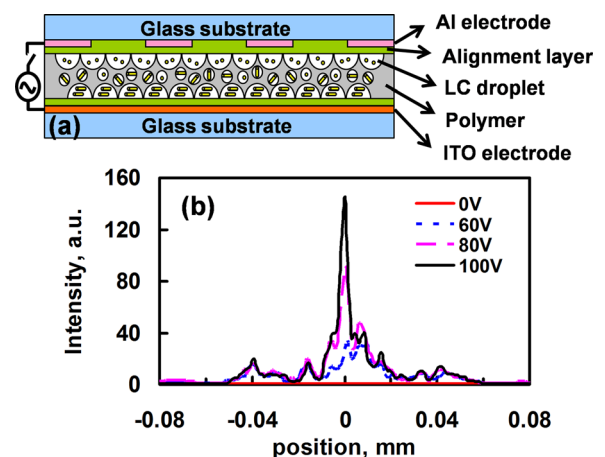 Glass substrate
Al electrode
Alignment layer
LC droplet
Polymer
ITO electrode
(a)
Glass substrate
(b)
0V
60V
80V
100V
Intensity, a.u.
160
120
80
40
0
-0.08
-0.04
0
0.04
0.08
position, mm